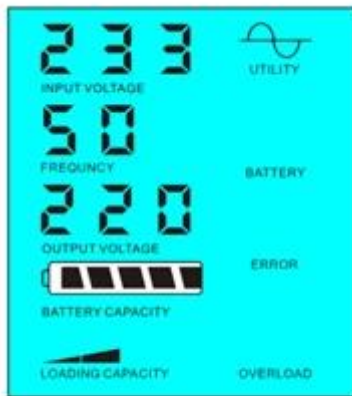 233
INPUT VOLTAGE
UTILITY
50
FREQUNCY
BATTERY
220
OUTPUT VOLTAGE
ERROR
BATTERY CAPACITY
LOADING CAPACITY
OVERLOAD